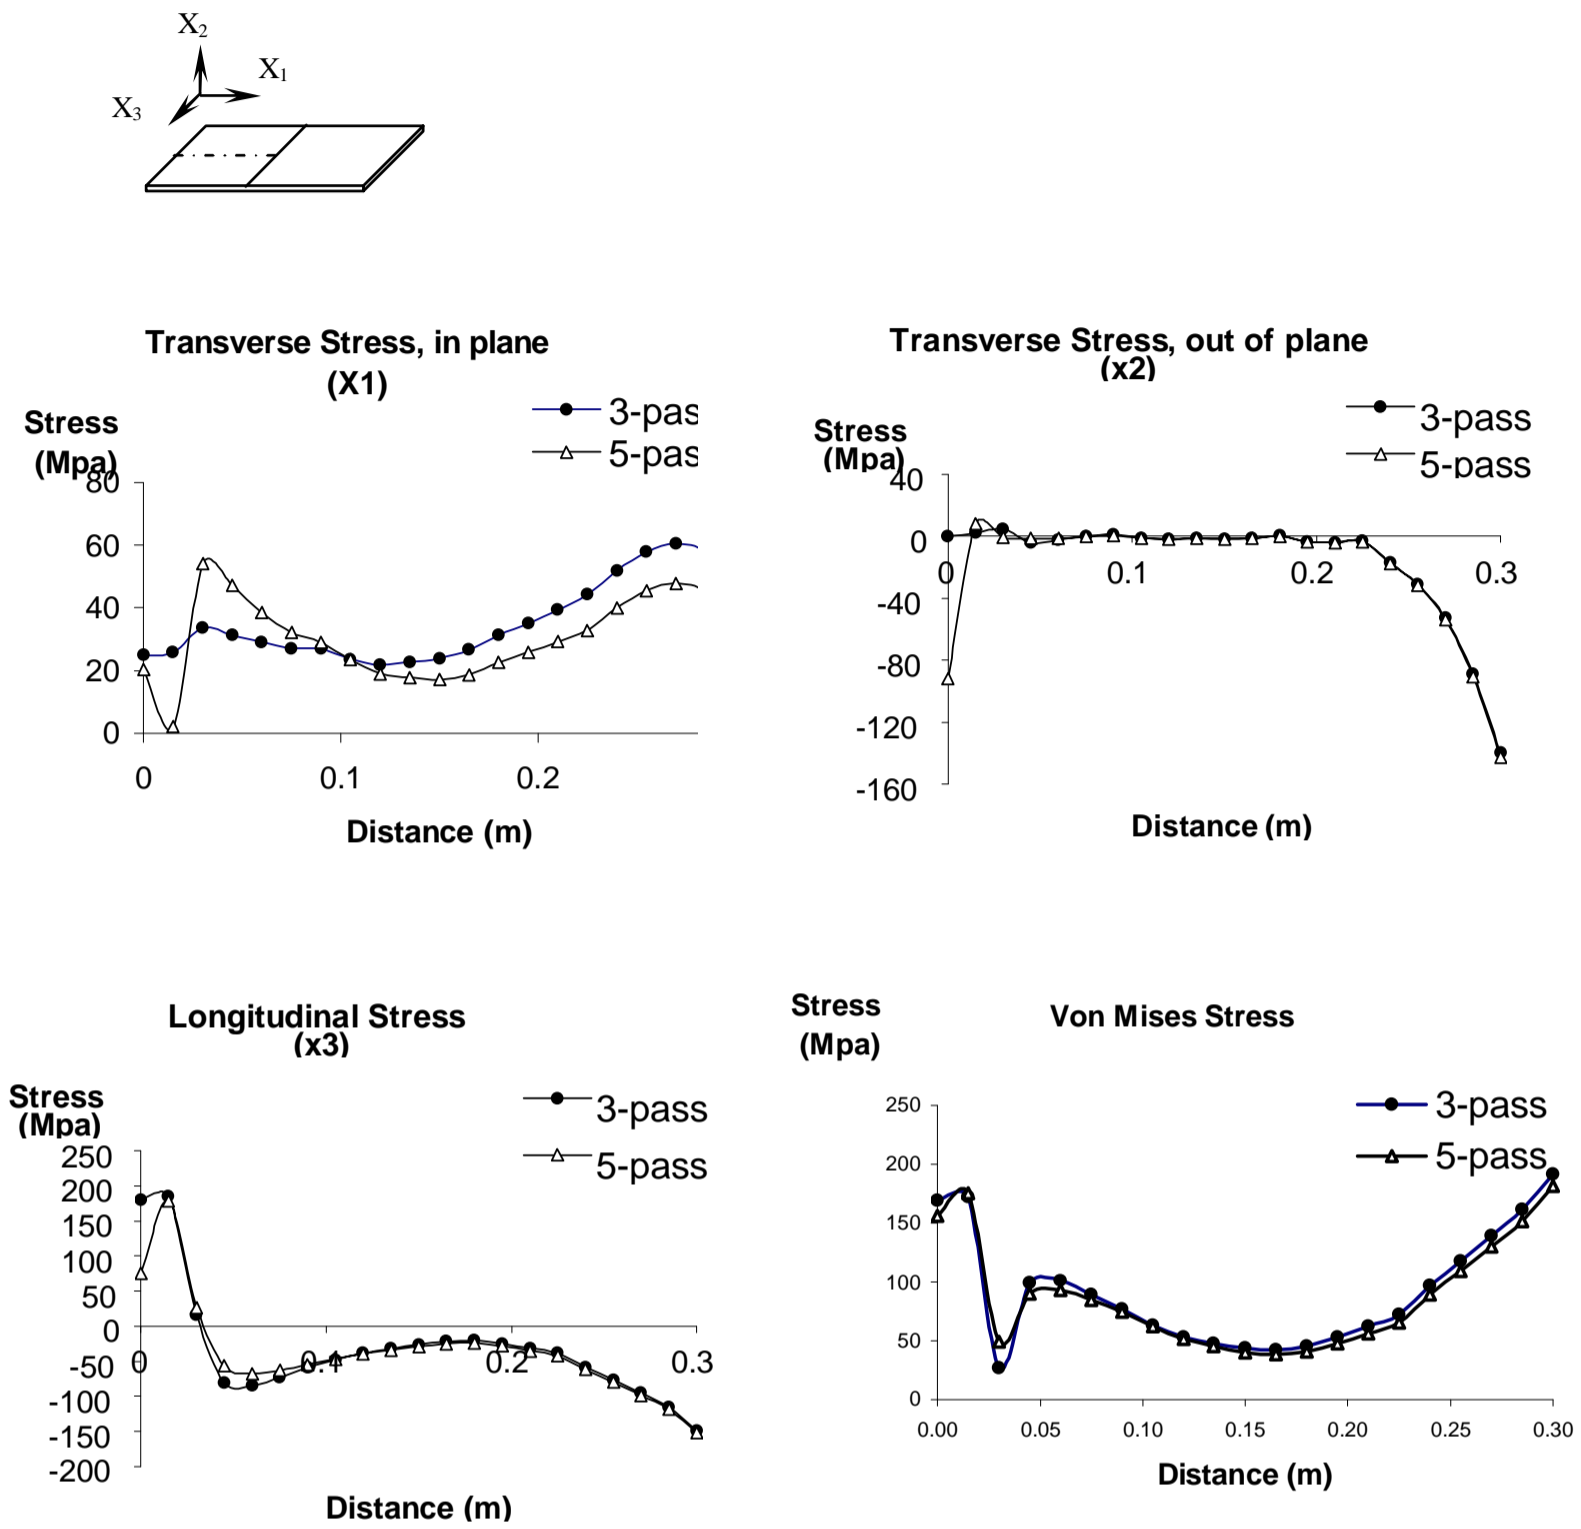 X2
X1
X3
Transverse Stress, in plane
(X1)
Stress
(Mpa)
3-pas
5-pas
80
60
40
20
0
0
0.1
0.2
Distance (m)
Transverse Stress, out of plane
(x2)
Stress
(Mpa)
3-pass
5-pass
40
0
-40
-80
-120
-160
0
0.1
0.2
0.3
Distance (m)
Longitudinal Stress
(x3)
Stress
(Mpa)
3-pass
5-pass
250
200
150
100
50
0
-50
-100
-150
-200
0
0.1
0.2
0.3
Distance (m)
Stress
(Mpa)
Von Mises Stress
3-pass
5-pass
250
200
150
100
50
0
0.00
0.05
0.10
0.15
0.20
0.25
0.30
Distance (m)